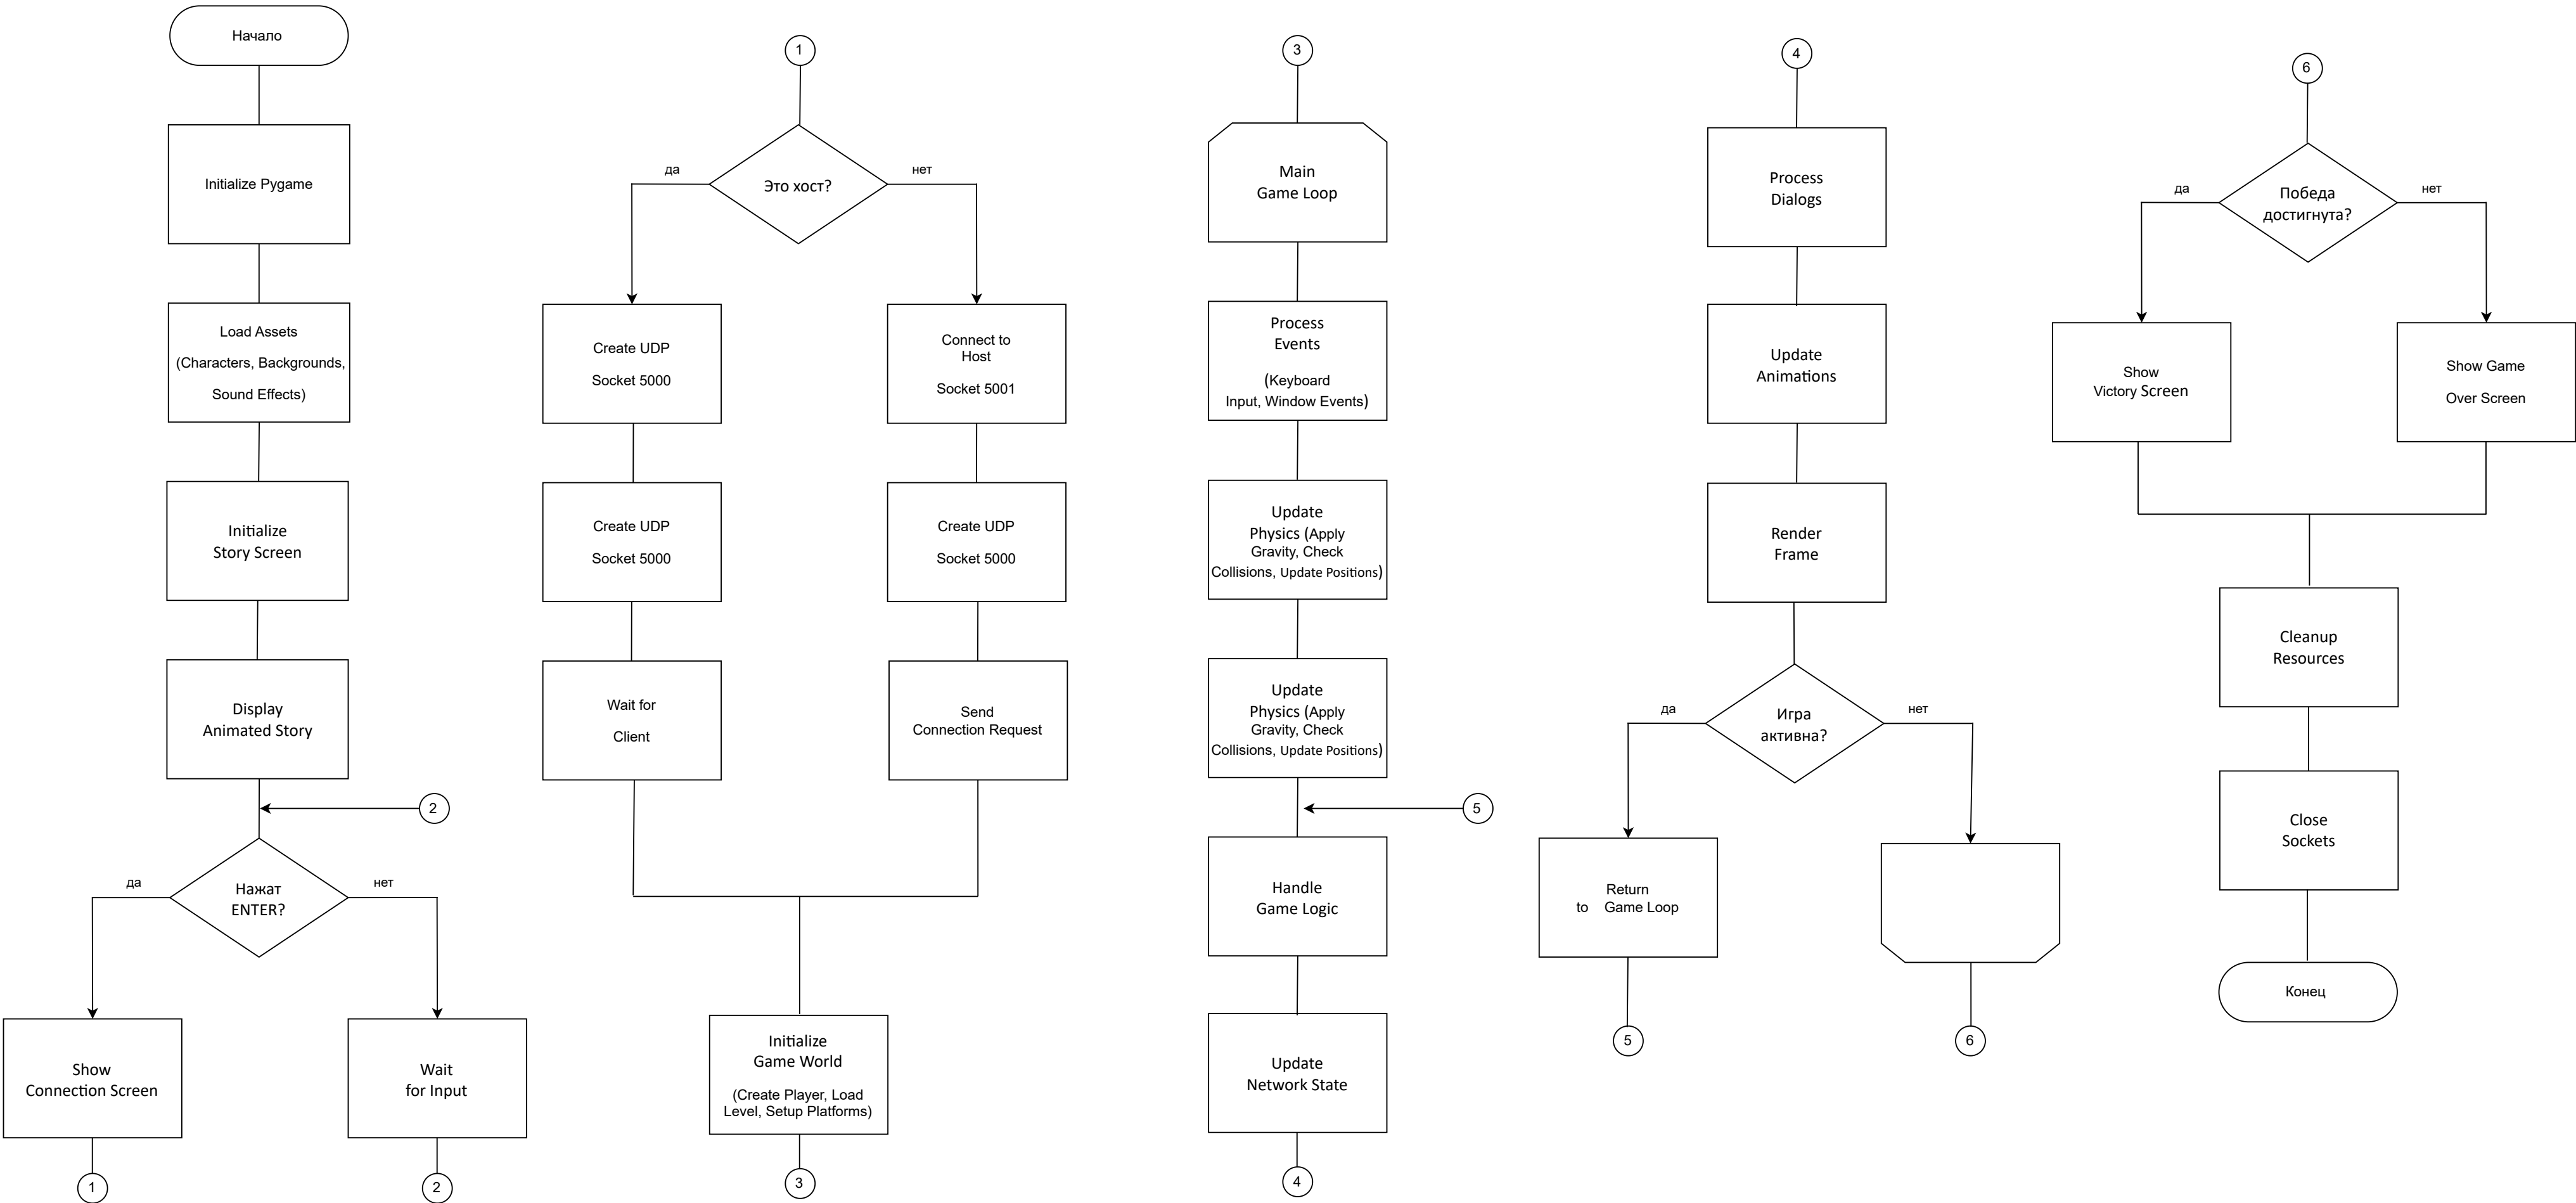 Начало
Initialize Pygame
Load Assets
(Characters, Backgrounds,
Sound Effects)
Initialize
Story Screen
Display
Animated Story
2
Нажат
ENTER?
да
нет
Show
Connection Screen
Wait
for Input
1
2
1
Это хост?
да
нет
Create UDP
Socket 5000
Connect to
Host
Socket 5001
Create UDP
Socket 5000
Create UDP
Socket 5000
Wait for
Client
Send
Connection Request
Initialize
Game World
(Create Player, Load
Level, Setup Platforms)
3
3
Main
Game Loop
Process
Events
(Keyboard
Input, Window Events)
Update
Physics (Apply
Gravity, Check
Collisions, Update Positions)
Update
Physics (Apply
Gravity, Check
Collisions, Update Positions)
5
Handle
Game Logic
Update
Network State
4
4
Process
Dialogs
Update
Animations
Render
Frame
Игра
активна?
да
нет
Return
to Game Loop
5
6
6
Победа
достигнута?
да
нет
Show
Victory Screen
Show Game
Over Screen
Cleanup
Resources
Close
Sockets
Конец